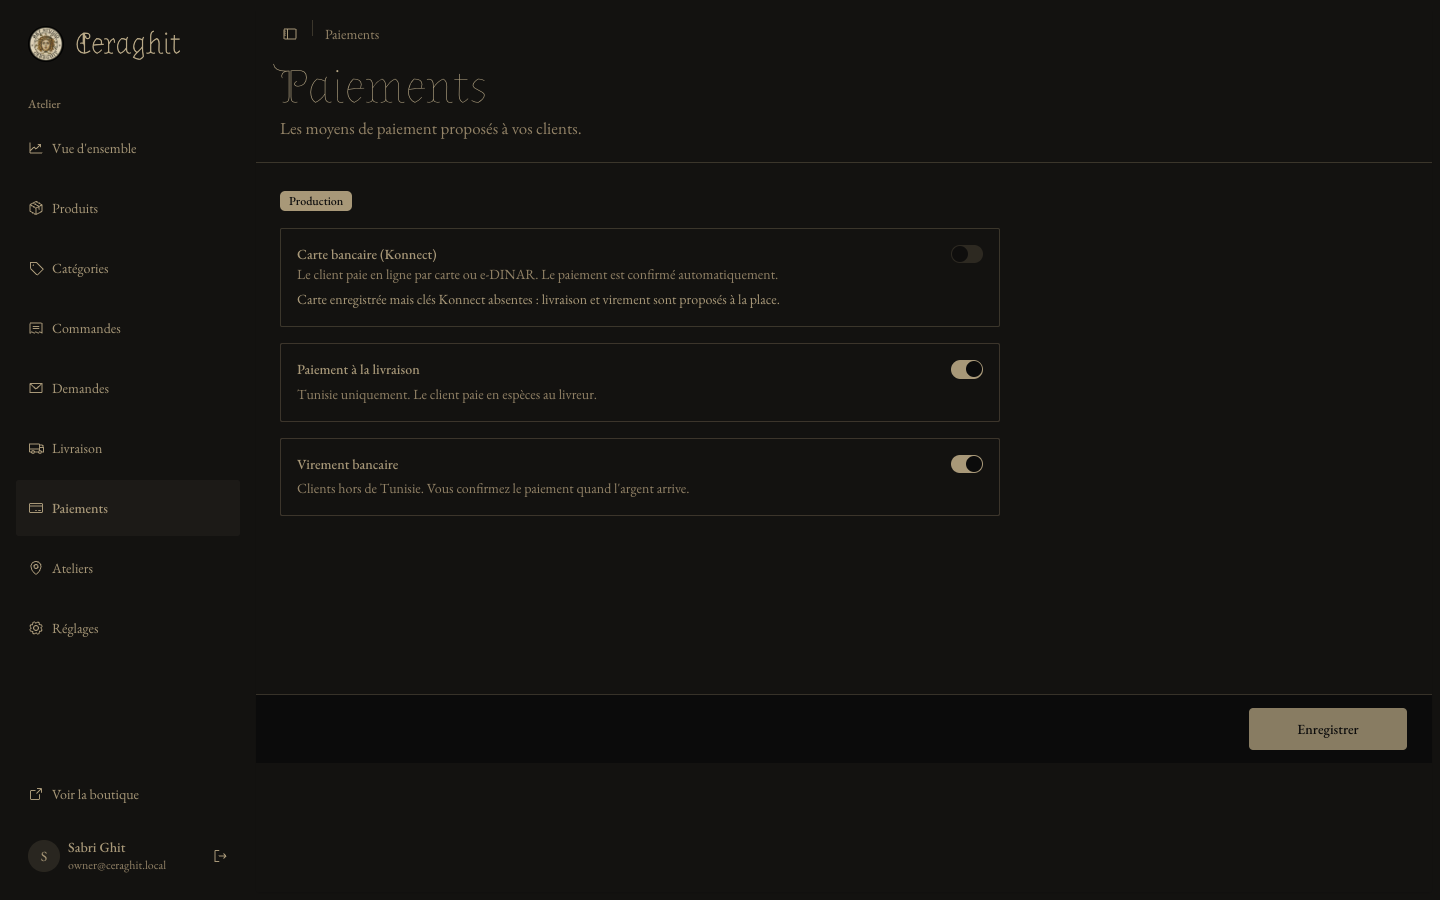 Ceraghit
Atelier
Vue d'ensemble
Produits
Catégories
Commandes
Demandes
Livraison
Paiements
Ateliers
Réglages
Voir la boutique
S
Sabri Ghit
owner@ceraghit.local
Paiements
Paiements
Les moyens de paiement proposés à vos clients.
Production
Carte bancaire (Konnect)
Le client paie en ligne par carte ou e-DINAR. Le paiement est confirmé automatiquement.
Carte enregistrée mais clés Konnect absentes : livraison et virement sont proposés à la place.
Paiement à la livraison
Tunisie uniquement. Le client paie en espèces au livreur.
Virement bancaire
Clients hors de Tunisie. Vous confirmez le paiement quand l'argent arrive.
Enregistrer